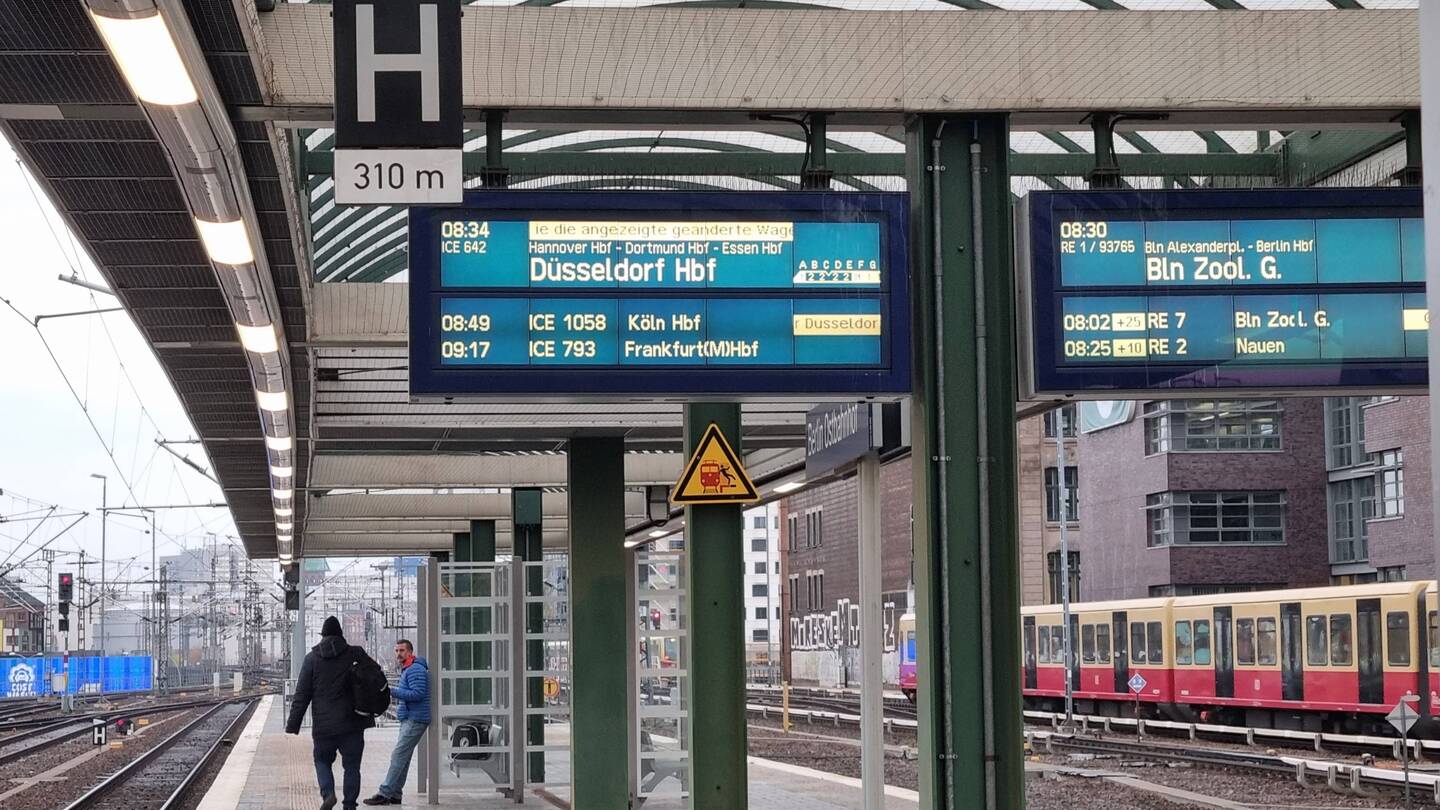 H
310 m
08:34
ie die angezeigte geänderte Wage
ICE 642
Hannover Hbf - Dortmund Hbf - Essen Hbf
Düsseldorf Hbf
A B C D E F G
08:49 ICE 1058 Köln Hbf r Dusseldor
09:17 ICE 793 Frankfurt(M)Hbf
08:30
RE 1 / 93765 Bln Alexanderpl. - Berlin Hbf
Bln Zool. G.
08:02 +25 RE 7 Bln Zool. G.
08:25 +10 RE 2 Nauen
Berlin Ostbahnhof
H